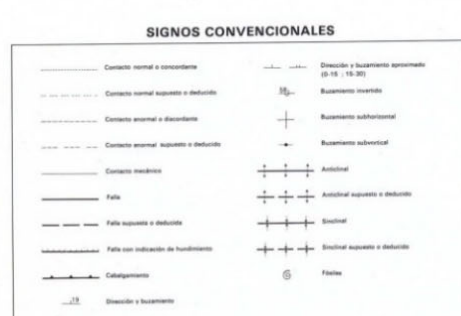 SIGNOS CONVENCIONALES
Contacto normal o concordante
Contacto normal supuesto o deducido
Contacto anormal o discordante
Contacto anormal supuesto o deducido
Contacto mecánico
Falla
Falla supuesta o deducida
Falla con indicación de hundimiento
Cabalgamiento
19
Dirección y buzamiento
Dirección y buzamiento aproximado
(0-15 ; 15-30)
Buzamiento invertido
Buzamiento subhorizontal
Buzamiento subvertical
Anticlinal
Anticlinal supuesto o deducido
Sinclinal
Sinclinal supuesto o deducido
Fósiles